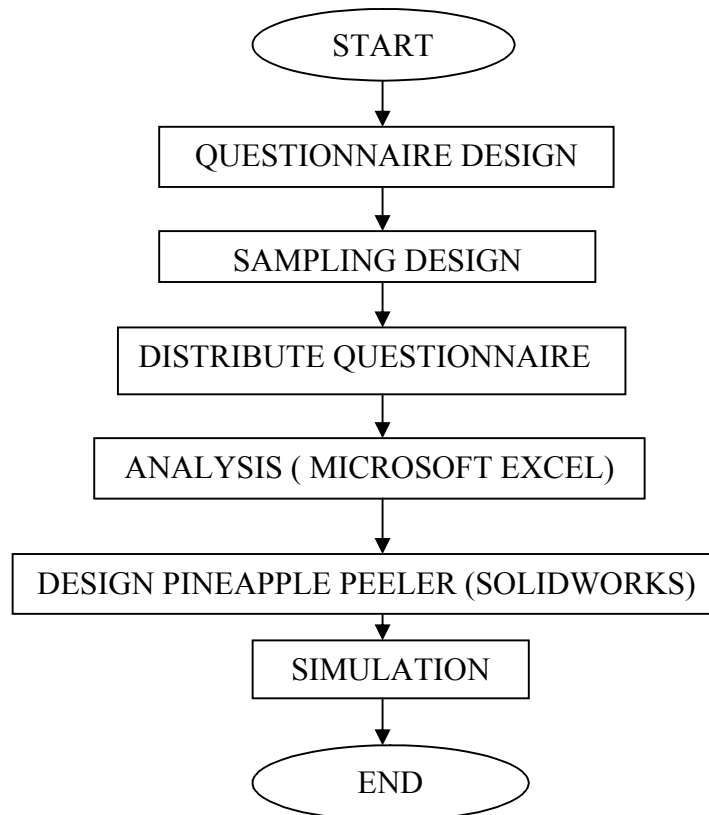 START
QUESTIONNAIRE DESIGN
SAMPLING DESIGN
DISTRIBUTE QUESTIONNAIRE
ANALYSIS ( MICROSOFT EXCEL)
DESIGN PINEAPPLE PEELER (SOLIDWORKS)
SIMULATION
END